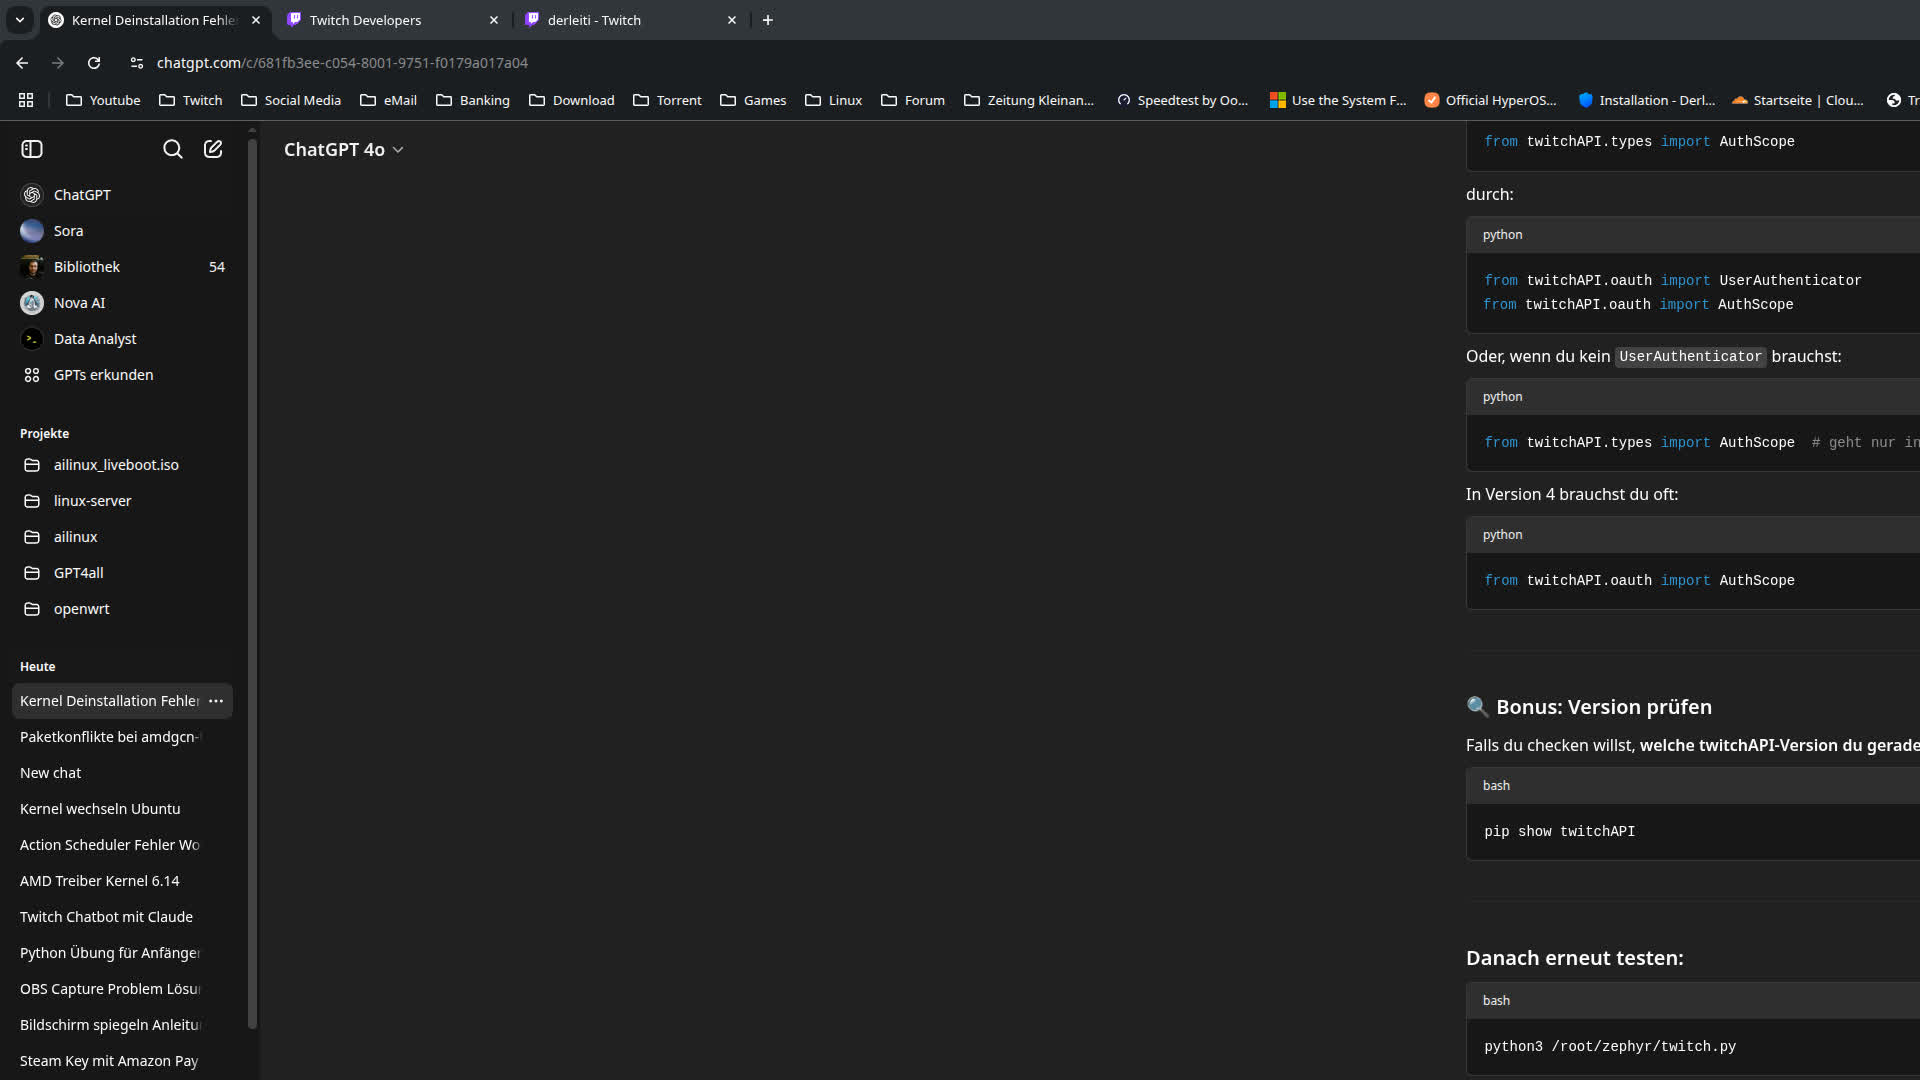 Kernel Deinstallation Fehle
Twitch Developers
derleiti - Twitch
chatgpt.com/c/681fb3ee-c054-8001-9751-f0179a017a04
Youtube
Twitch
Social Media
eMail
Banking
Download
Torrent
Games
Linux
Forum
Zeitung Kleinan...
Speedtest by Oo...
Use the System F...
Official HyperOS...
Installation - Derl...
Startseite | Clou...
Tr
ChatGPT 4o
ChatGPT
Sora
Bibliothek 54
Nova AI
Data Analyst
GPTs erkunden
Projekte
ailinux_liveboot.iso
linux-server
ailinux
GPT4all
openwrt
Heute
Kernel Deinstallation Fehler
Paketkonflikte bei amdgcn-
New chat
Kernel wechseln Ubuntu
Action Scheduler Fehler Wo
AMD Treiber Kernel 6.14
Twitch Chatbot mit Claude
Python Übung für Anfänger
OBS Capture Problem Lösu
Bildschirm spiegeln Anleitu
Steam Key mit Amazon Pay
from twitchAPI.types import AuthScope
durch:
python
from twitchAPI.oauth import UserAuthenticator
from twitchAPI.oauth import AuthScope
Oder, wenn du kein UserAuthenticator brauchst:
python
from twitchAPI.types import AuthScope # geht nur in
In Version 4 brauchst du oft:
python
from twitchAPI.oauth import AuthScope
🔍 Bonus: Version prüfen
Falls du checken willst, welche twitchAPI-Version du gerade
bash
pip show twitchAPI
Danach erneut testen:
bash
python3 /root/zephyr/twitch.py